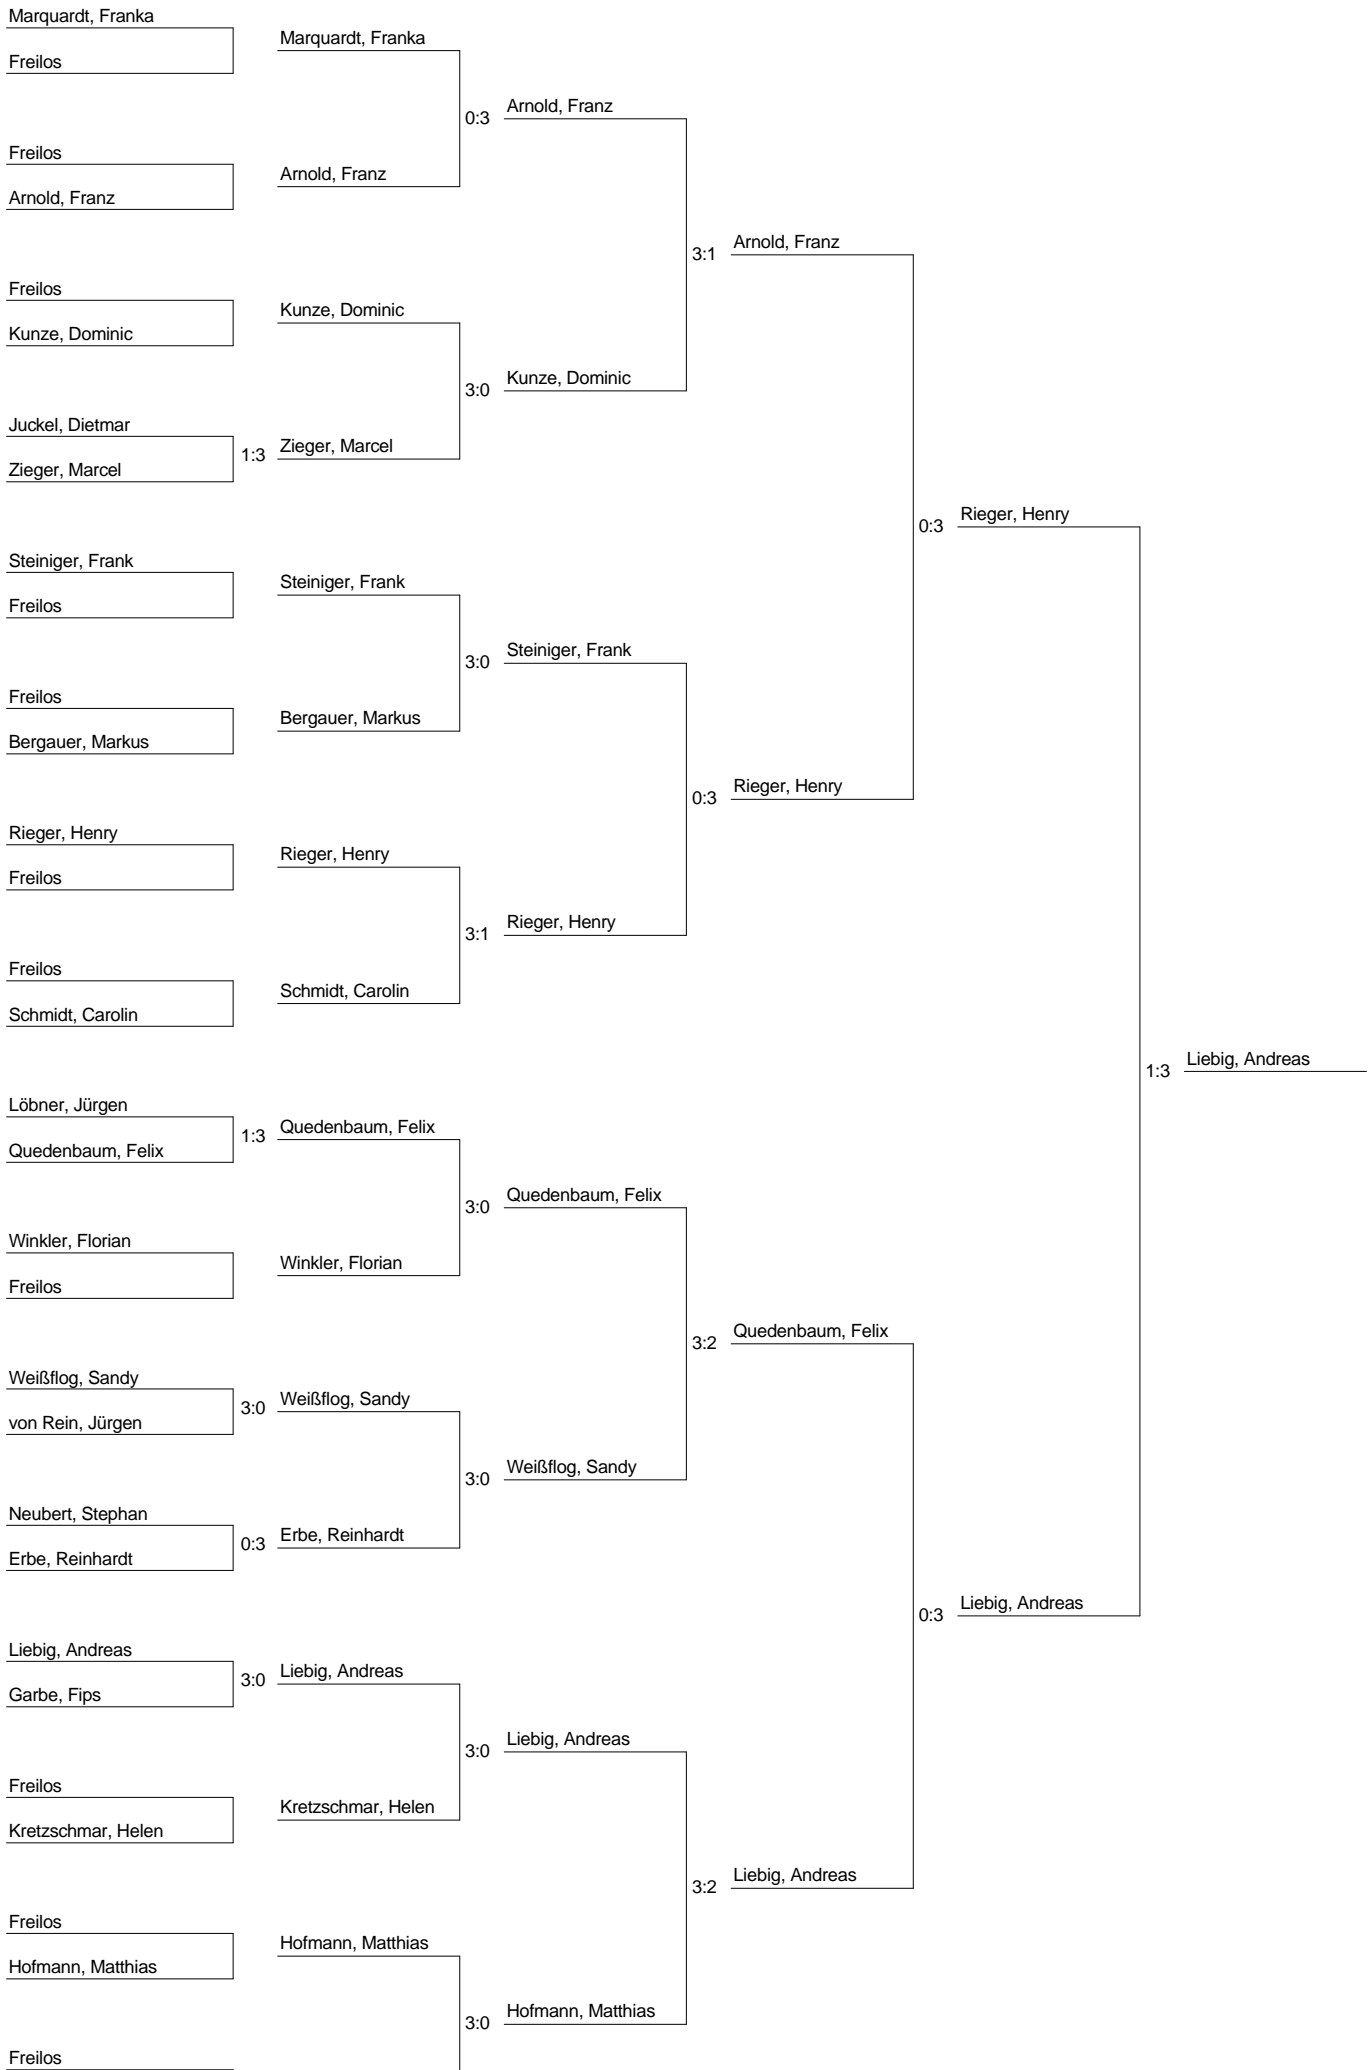 Marquardt, Franka
Freilos
Freilos
Arnold, Franz
Freilos
Kunze, Dominic
Juckel, Dietmar
Zieger, Marcel
Steiniger, Frank
Freilos
Freilos
Bergauer, Markus
Rieger, Henry
Freilos
Freilos
Schmidt, Carolin
Löbner, Jürgen
Quedenbaum, Felix
Winkler, Florian
Freilos
Weißflog, Sandy
von Rein, Jürgen
Neubert, Stephan
Erbe, Reinhardt
Liebig, Andreas
Garbe, Fips
Freilos
Kretzschmar, Helen
Freilos
Hofmann, Matthias
Freilos
Marquardt, Franka
Arnold, Franz
Kunze, Dominic
1:3 Zieger, Marcel
Steiniger, Frank
Bergauer, Markus
Rieger, Henry
Schmidt, Carolin
1:3 Quedenbaum, Felix
Winkler, Florian
3:0 Weißflog, Sandy
0:3 Erbe, Reinhardt
3:0 Liebig, Andreas
Kretzschmar, Helen
Hofmann, Matthias
0:3 Arnold, Franz
3:0 Kunze, Dominic
3:0 Steiniger, Frank
3:1 Rieger, Henry
3:0 Quedenbaum, Felix
3:0 Weißflog, Sandy
3:0 Liebig, Andreas
3:0 Hofmann, Matthias
3:1 Arnold, Franz
0:3 Rieger, Henry
3:2 Quedenbaum, Felix
3:2 Liebig, Andreas
0:3 Rieger, Henry
0:3 Liebig, Andreas
1:3 Liebig, Andreas